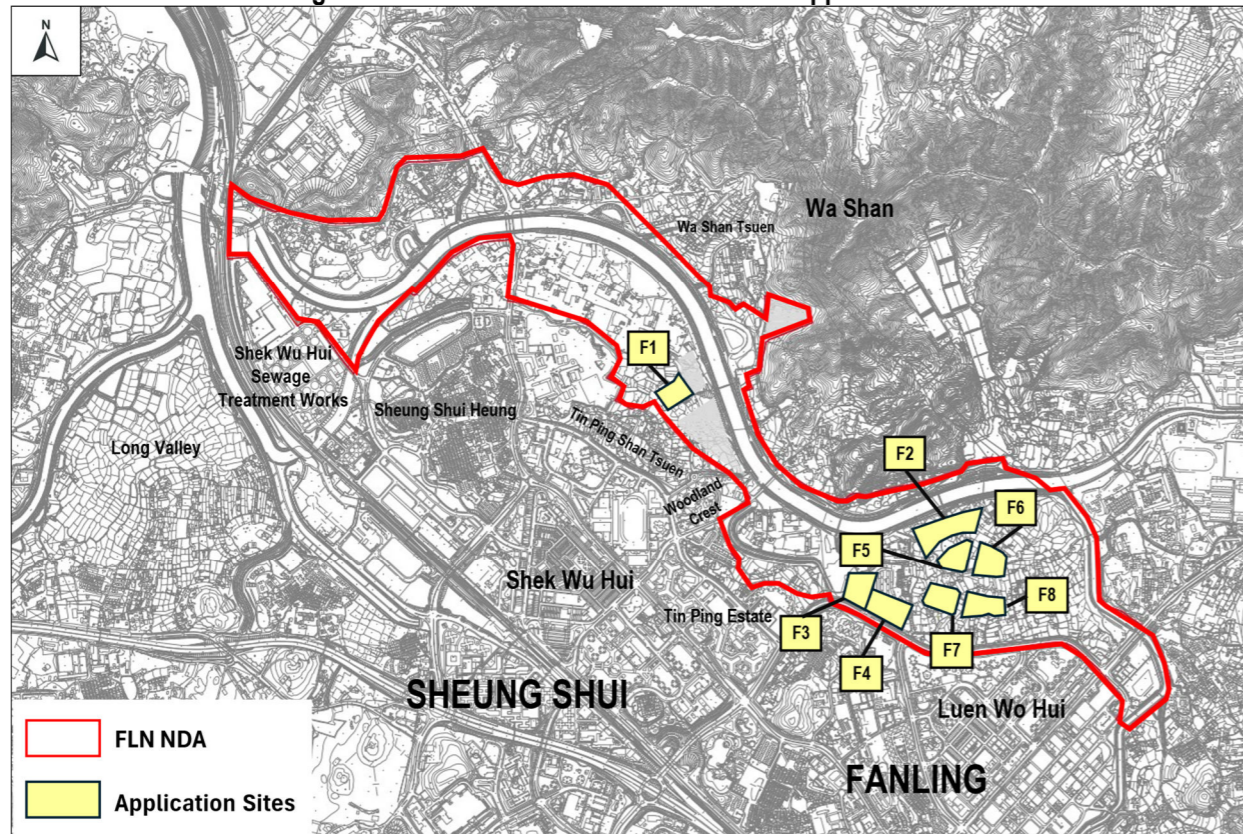 N
Wa Shan
Wa Shan Tsuen
F1
Shek Wu Hui
Sewage
Treatment Works
Sheung Shui Heung
Tin Ping Shan Tsuen
Long Valley
Woodland
Crest
F2
F6
F5
Shek Wu Hui
Tin Ping Estate
F8
F3
F7
F4
SHEUNG SHUI
Luen Wo Hui
FANLING
FLN NDA
Application Sites